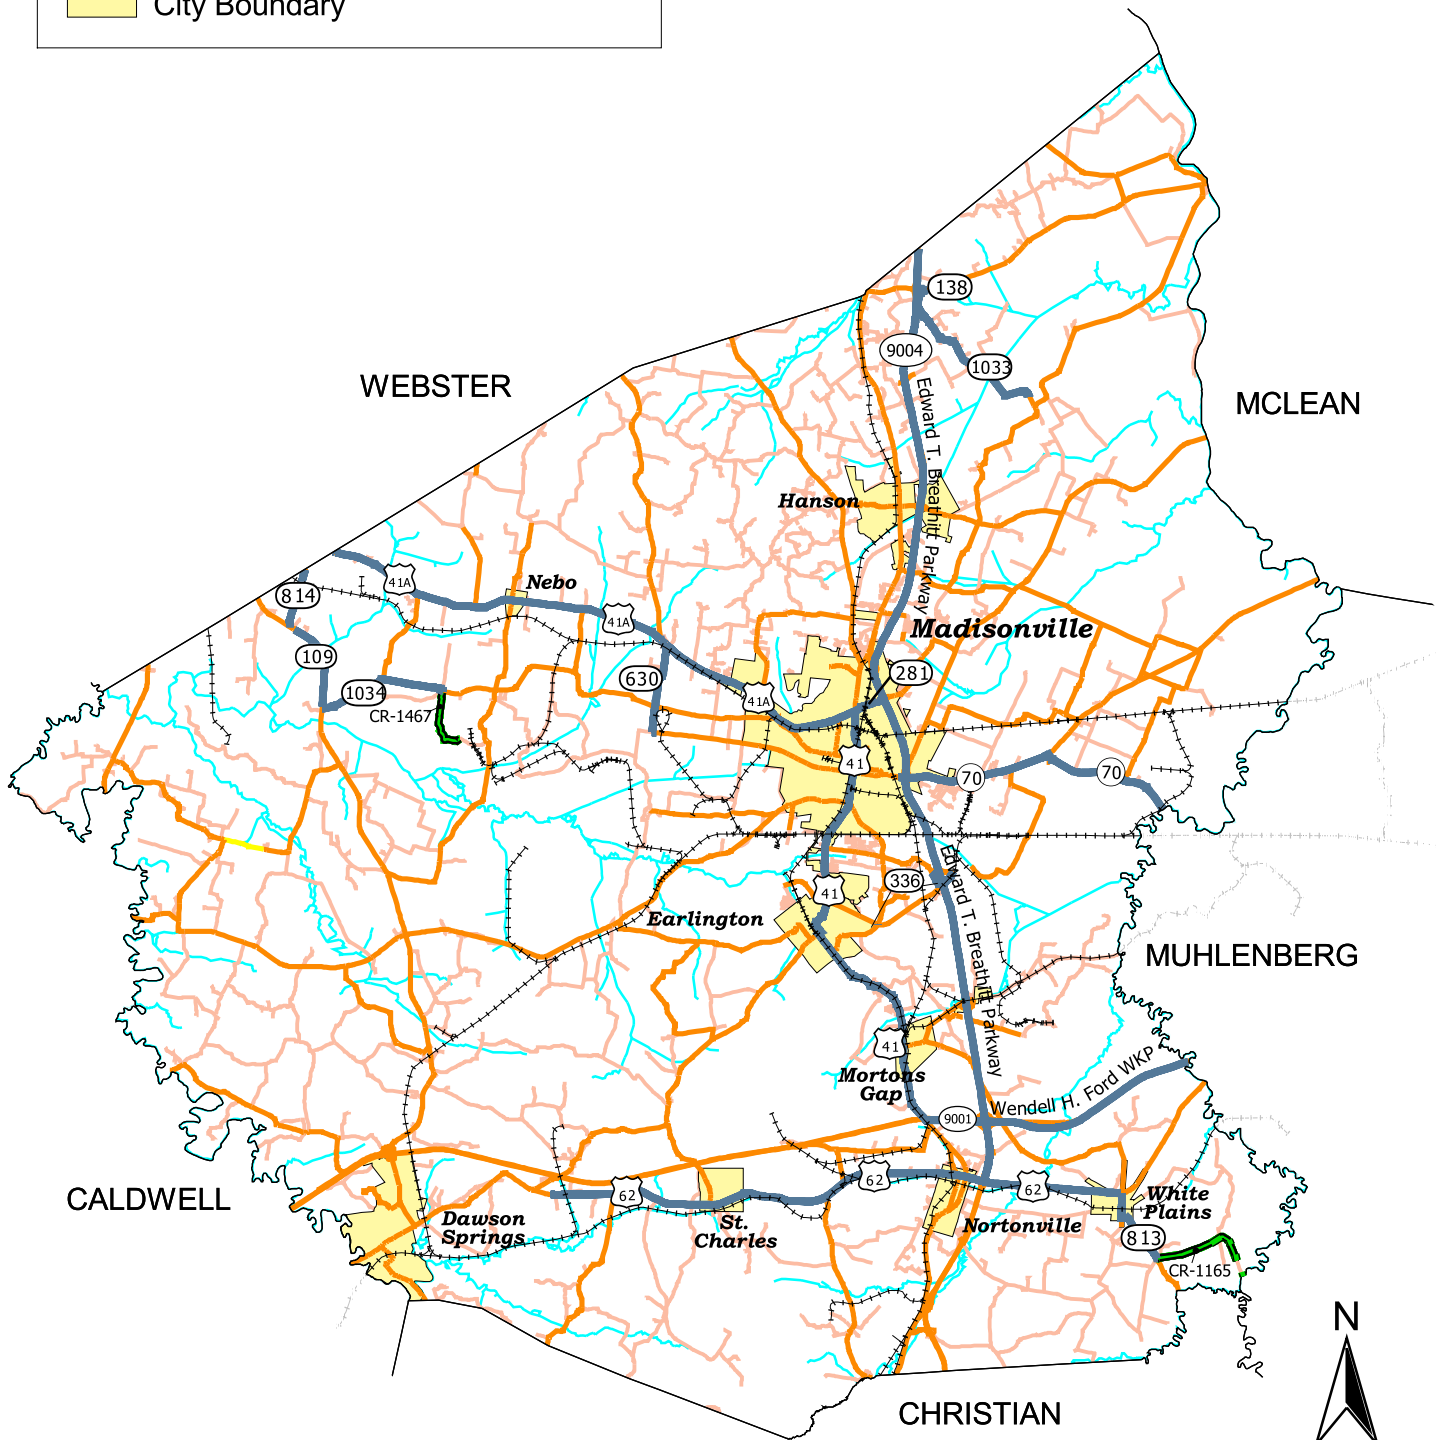 City Boundary
138
9004
WEBSTER
1033
MCLEAN
Edward T. Breathitt Parkway
Hanson
41A
Nebo
814
41A
Madisonville
109
281
630
1034
41A
CR-1467
41
70
70
Edward T. Breathitt Parkway
336
41
Earlington
MUHLENBERG
41
Mortons
Gap
Wendell H. Ford WKP
9001
62
62
62
CALDWELL
White
Plains
Dawson
Springs
St.
Charles
Nortonville
813
CR-1165
N
CHRISTIAN